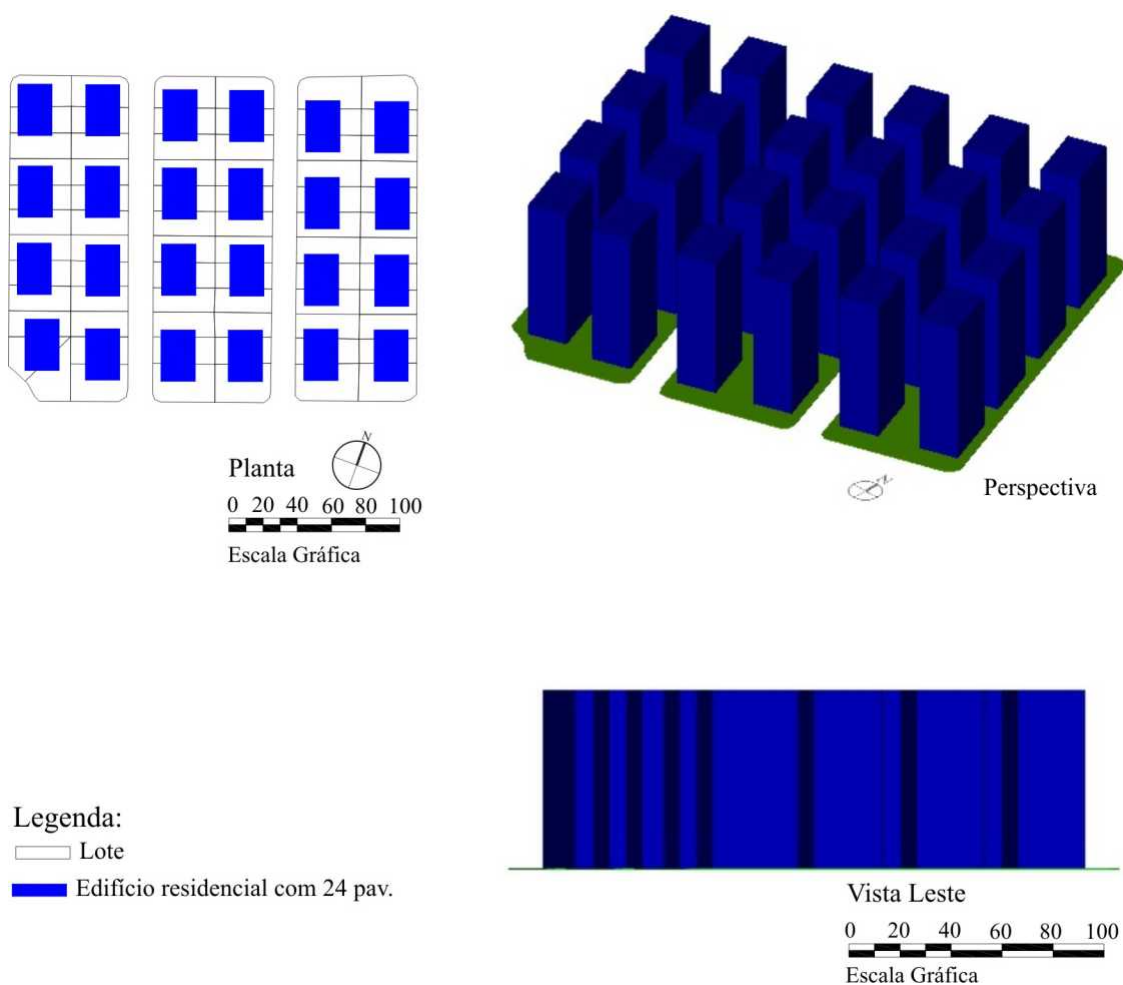 N
Planta
0 20 40 60 80 100
Escala Gráfica
N
Perspectiva
Legenda:
Lote
Edifício residencial com 24 pav.
Vista Leste
0 20 40 60 80 100
Escala Gráfica